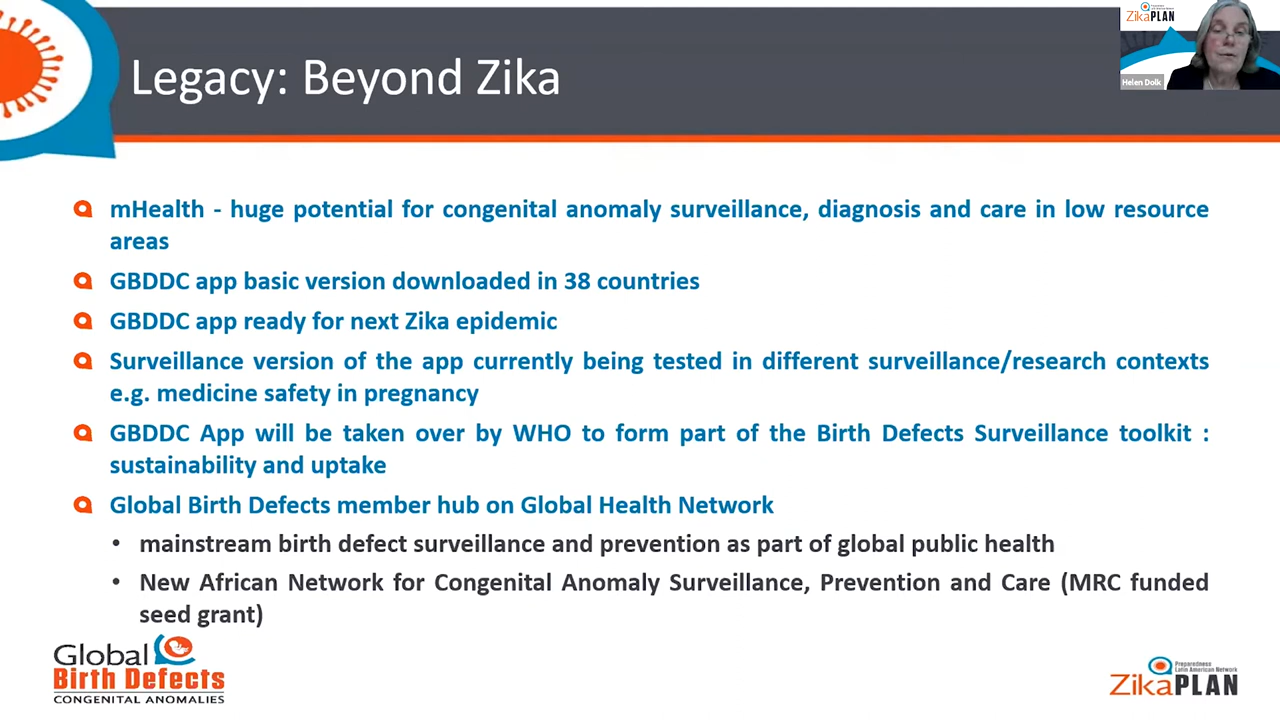 Legacy: Beyond Zika
ZikaPLAN
Helen Dolk
mHealth - huge potential for congenital anomaly surveillance, diagnosis and care in low resource
areas
GBDDC app basic version downloaded in 38 countries
GBDDC app ready for next Zika epidemic
Surveillance version of the app currently being tested in different surveillance/research contexts
e.g. medicine safety in pregnancy
GBDDC App will be taken over by WHO to form part of the Birth Defects Surveillance toolkit :
sustainability and uptake
Global Birth Defects member hub on Global Health Network
• mainstream birth defect surveillance and prevention as part of global public health
• New African Network for Congenital Anomaly Surveillance, Prevention and Care (MRC funded
seed grant)
Global
Birth Defects
CONGENITAL ANOMALIES
Preparedness
Latin American Network
ZikaPLAN